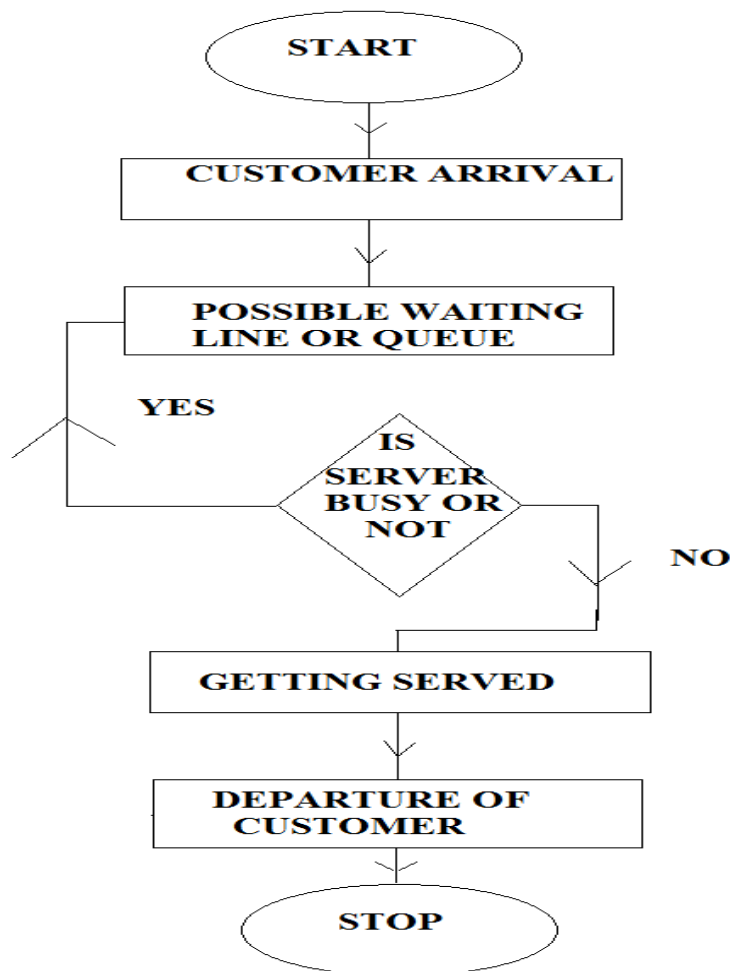 START
CUSTOMER ARRIVAL
POSSIBLE WAITING
LINE OR QUEUE
YES
IS
SERVER
BUSY OR
NOT
NO
GETTING SERVED
DEPARTURE OF
CUSTOMER
STOP